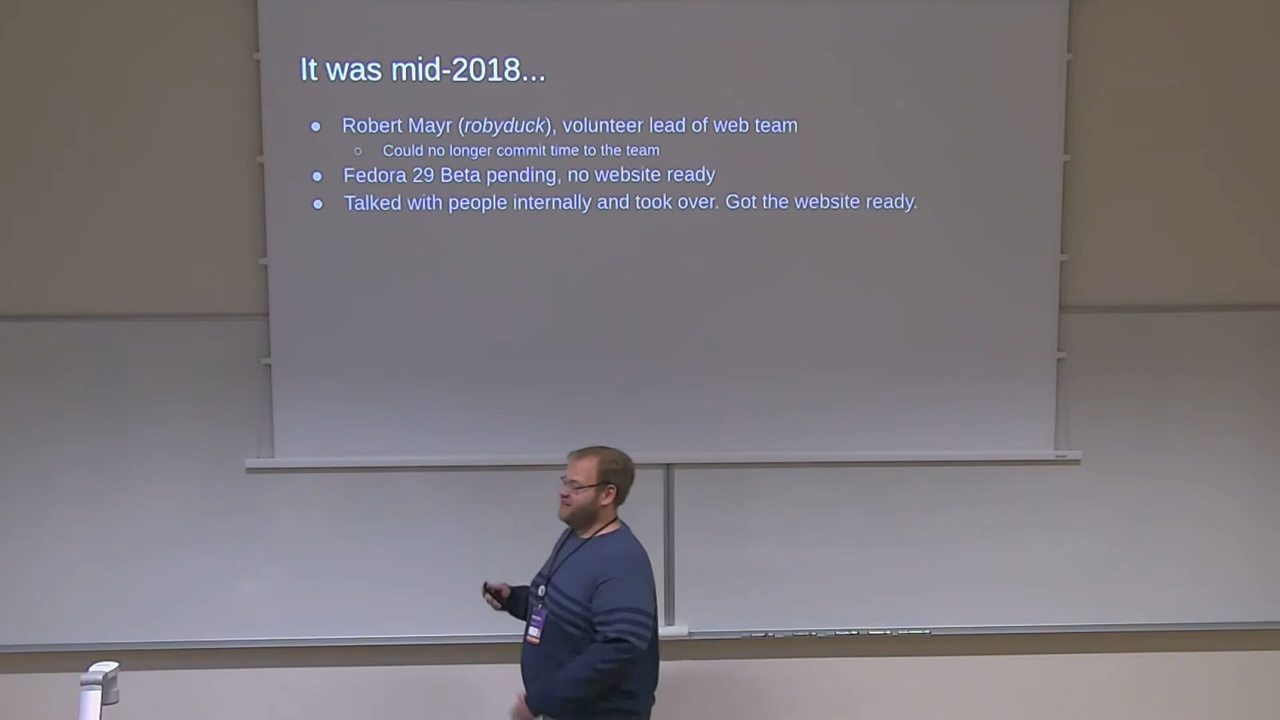 It was mid-2018...
● Robert Mayr (robyduck), volunteer lead of web team
○ Could no longer commit time to the team
● Fedora 29 Beta pending, no website ready
● Talked with people internally and took over. Got the website ready.